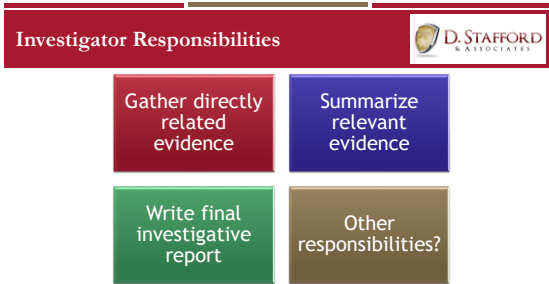 Investigator Responsibilities
D. STAFFORD
& ASSOCIATES
Gather directly
related
evidence
Summarize
relevant
evidence
Write final
investigative
report
Other
responsibilities?